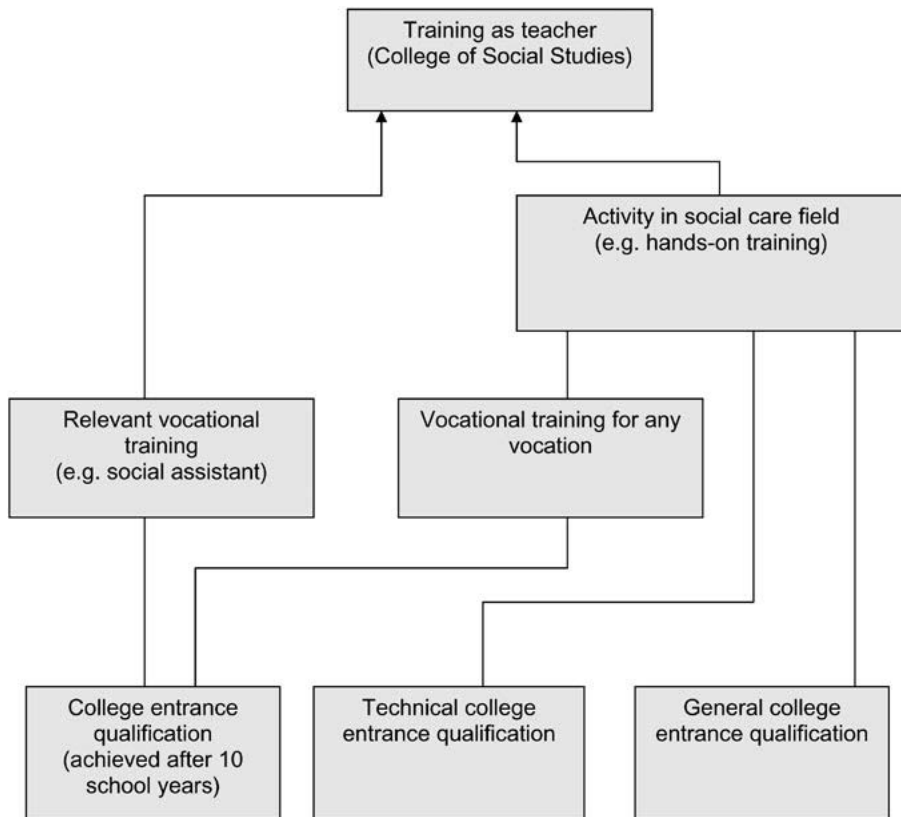 Training as teacher
(College of Social Studies)
Activity in social care field
(e.g. hands-on training)
Relevant vocational
training
(e.g. social assistant)
Vocational training for any
vocation
College entrance
qualification
(achieved after 10
school years)
Technical college
entrance qualification
General college
entrance qualification